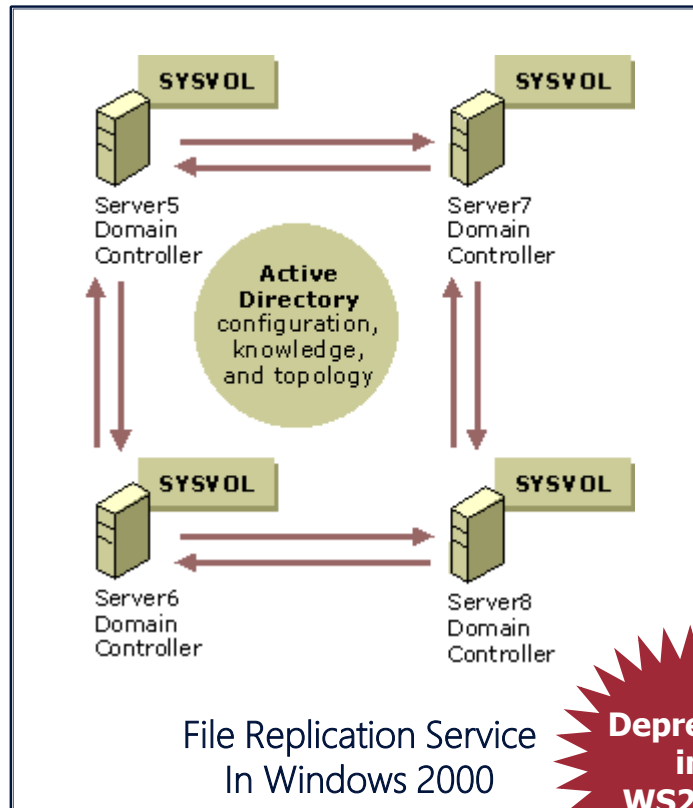 SYSVOL
SYSVOL
Server5
Domain
Controller
Server7
Domain
Controller
Active
Directory
configuration,
knowledge,
and topology
SYSVOL
SYSVOL
Server6
Domain
Controller
Server8
Domain
Controller
File Replication Service
In Windows 2000